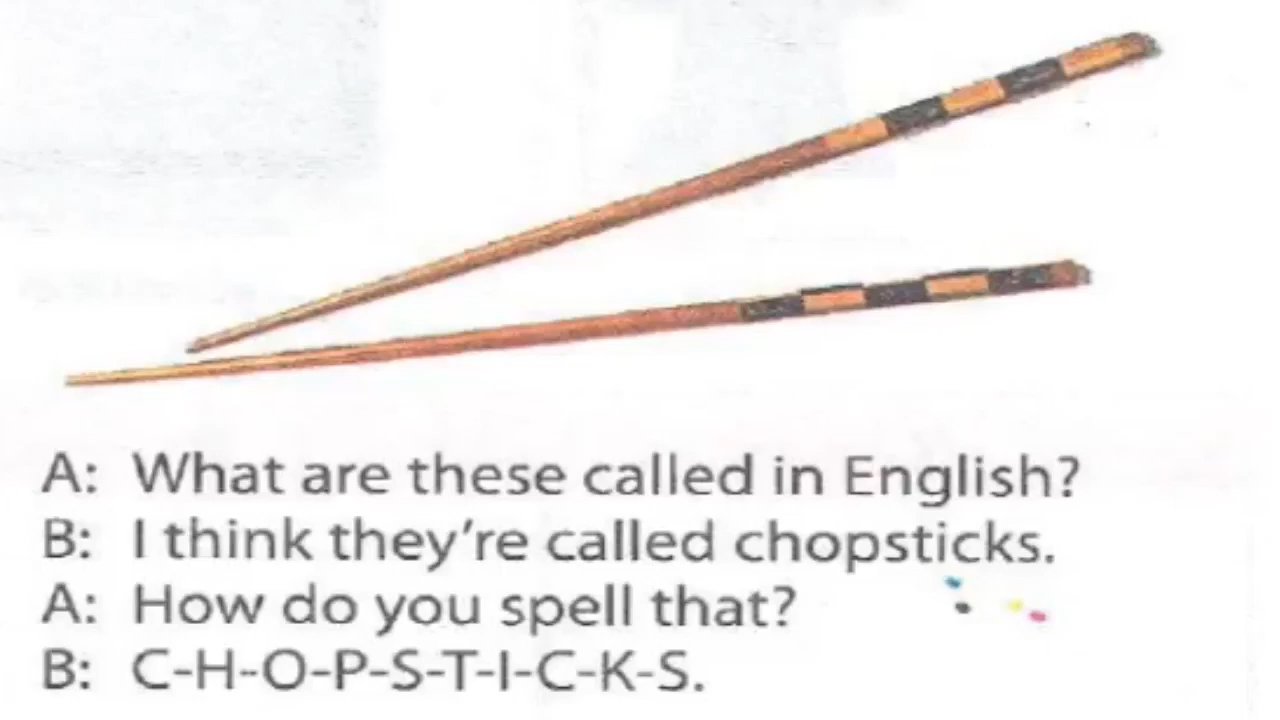 A: What are these called in English?
B: I think they're called chopsticks.
A: How do you spell that?
B: C-H-O-P-S-T-I-C-K-S.